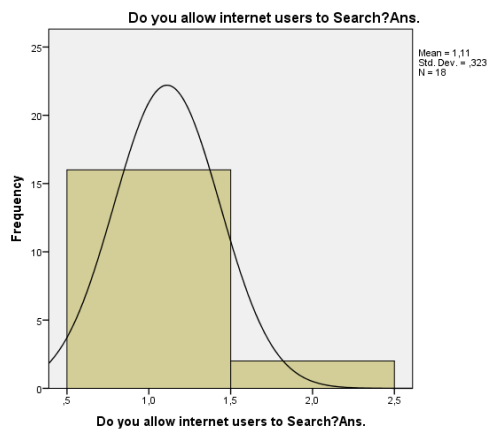 Do you allow internet users to Search?Ans.
Mean = 1,11
Std. Dev. = ,323
N = 18
25
20
15
10
5
0
Frequency
,5
1,0
1,5
2,0
2,5
Do you allow internet users to Search?Ans.